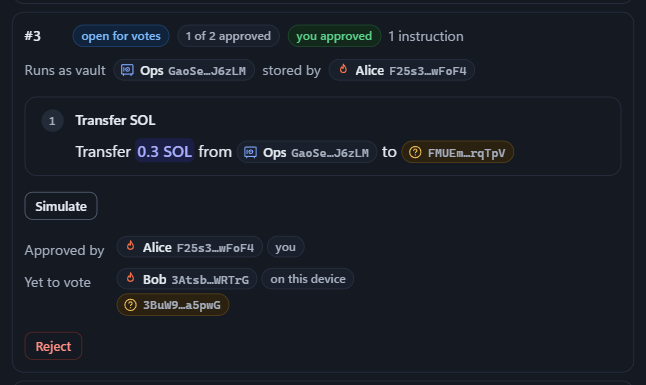 #3 open for votes 1 of 2 approved you approved 1 instruction
Runs as vault Ops GaoSe…J6zLM stored by Alice F25s3…wFoF4
1 Transfer SOL
Transfer 0.3 SOL from Ops GaoSe…J6zLM to FMUEm…rqTpV
Simulate
Approved by Alice F25s3…wFoF4 you
Yet to vote Bob 3Atsb…WRTrG on this device
3BuW9…a5pwG
Reject